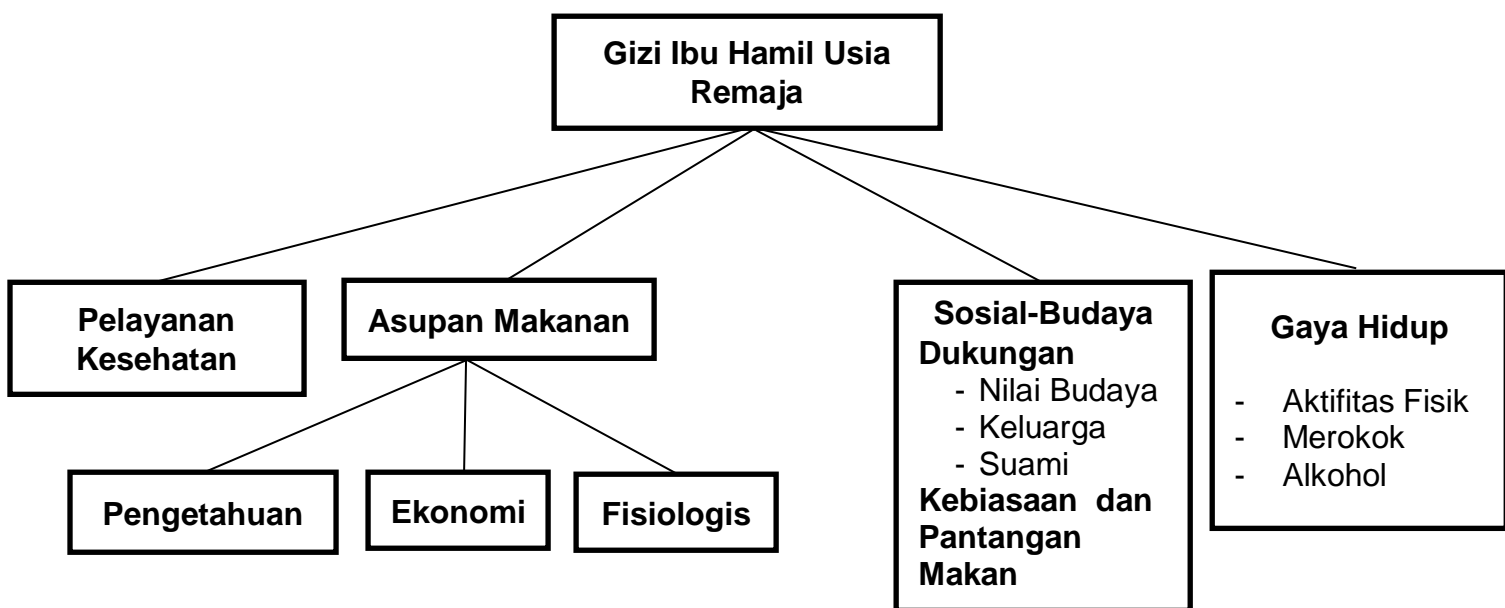 Gizi Ibu Hamil Usia
Remaja
Pelayanan
Kesehatan
Asupan Makanan
Pengetahuan
Ekonomi
Fisiologis
Sosial-Budaya
Dukungan
- Nilai Budaya
- Keluarga
- Suami
Kebiasaan dan
Pantangan
Makan
Gaya Hidup
- Aktifitas Fisik
- Merokok
- Alkohol